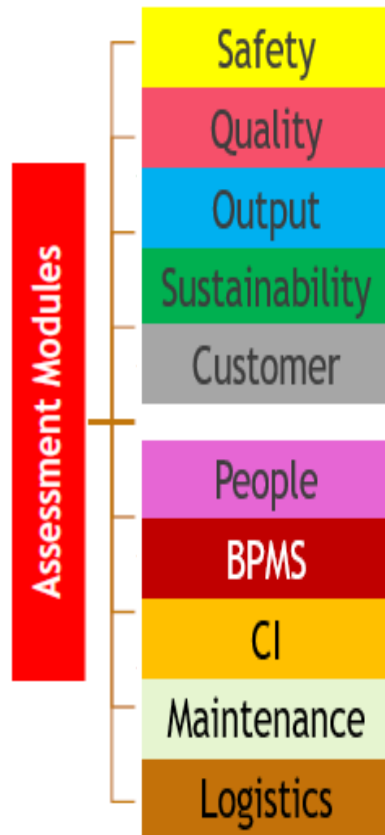 Assessment Modules
Safety
Quality
Output
Sustainability
Customer
People
BPMS
CI
Maintenance
Logistics